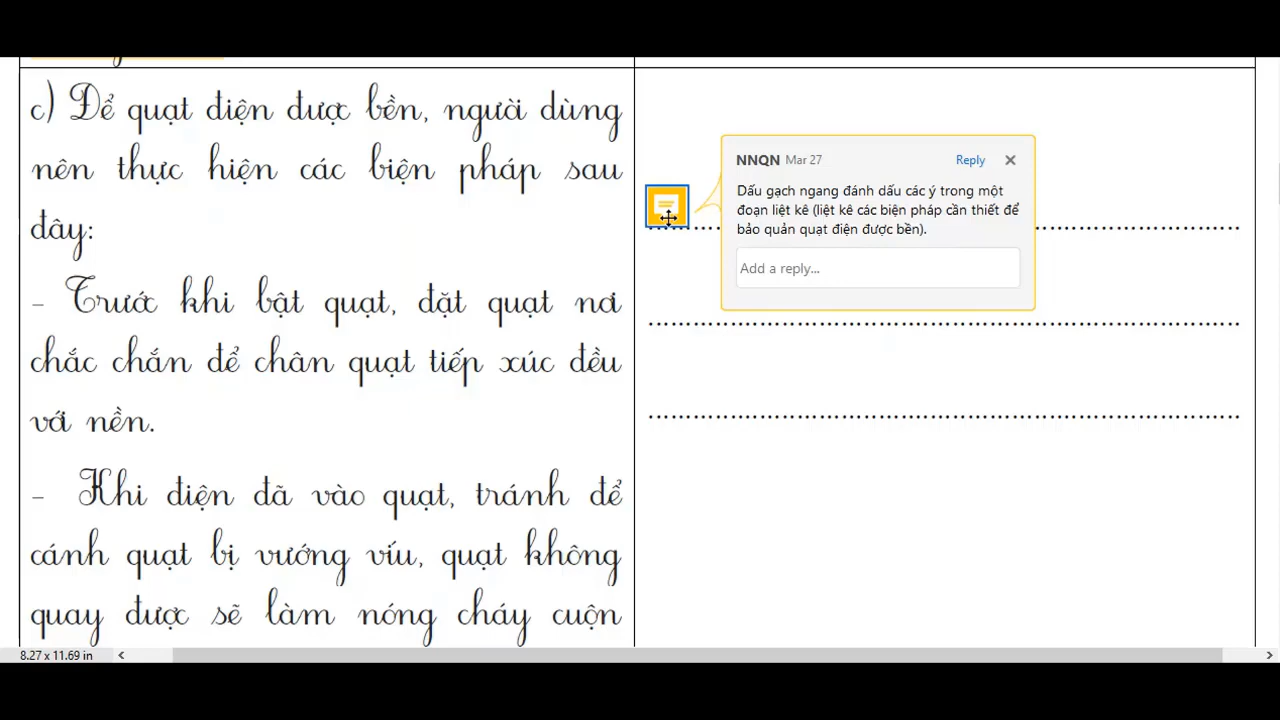 c) Để quạt điện được bền, người dùng
nên thực hiện các biện pháp sau
đây:
- Trước khi bật quạt, đặt quạt nơi
chắc chắn để chân quạt tiếp xúc đều
với nền.
- Khi điện đã vào quạt, tránh để
cánh quạt bị vướng víu, quạt không
quay được sẽ làm nóng cháy cuộn
NNQN Mar 27 Reply
Dấu gạch ngang đánh dấu các ý trong một
đoạn liệt kê (liệt kê các biện pháp cần thiết để
bảo quản quạt điện được bền).
Add a reply...
8.27 x 11.69 in